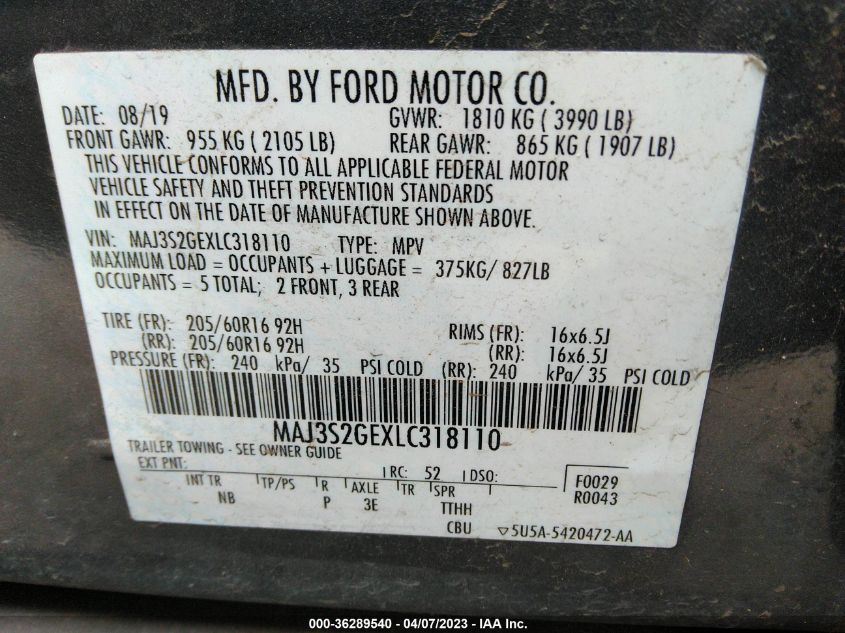 MFD. BY FORD MOTOR CO.
DATE: 08/19 GVWR: 1810 KG ( 3990 LB)
FRONT GAWR: 955 KG ( 2105 LB) REAR GAWR: 865 KG ( 1907 LB)
THIS VEHICLE CONFORMS TO ALL APPLICABLE FEDERAL MOTOR
VEHICLE SAFETY AND THEFT PREVENTION STANDARDS
IN EFFECT ON THE DATE OF MANUFACTURE SHOWN ABOVE.
VIN: MAJ3S2GEXLC318110 TYPE: MPV
MAXIMUM LOAD = OCCUPANTS + LUGGAGE = 375KG/ 827LB
OCCUPANTS = 5 TOTAL; 2 FRONT, 3 REAR
TIRE (FR): 205/60R16 92H RIMS (FR): 16x6.5J
(RR): 205/60R16 92H (RR): 16x6.5J
PRESSURE (FR): 240 kPa/ 35 PSI COLD (RR): 240 kPa/ 35 PSI COLD
MAJ3S2GEXLC318110
TRAILER TOWING - SEE OWNER GUIDE
EXT PNT: RC: 52 DSO: F0029
INT TR TP/PS R AXLE TR SPR R0043
NB P 3E TTHH
CBU ▽5U5A-5420472-AA
000-36289540 - 04/07/2023 - IAA Inc.